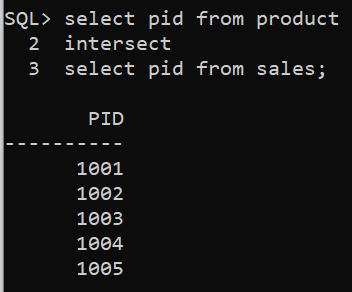 SQL> select pid from product
  2  intersect
  3  select pid from sales;

       PID
----------
      1001
      1002
      1003
      1004
      1005